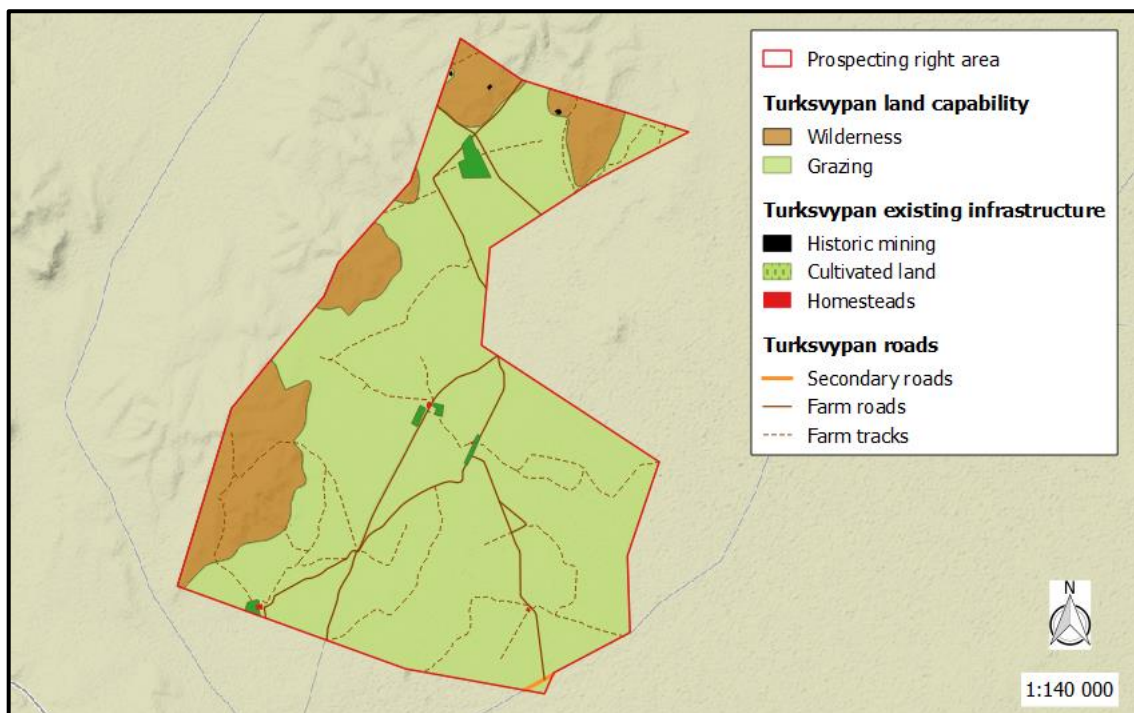 Prospecting right area
Turksvypan land capability
Wilderness
Grazing
Turksvypan existing infrastructure
Historic mining
Cultivated land
Homesteads
Turksvypan roads
Secondary roads
Farm roads
Farm tracks
N
1:140 000